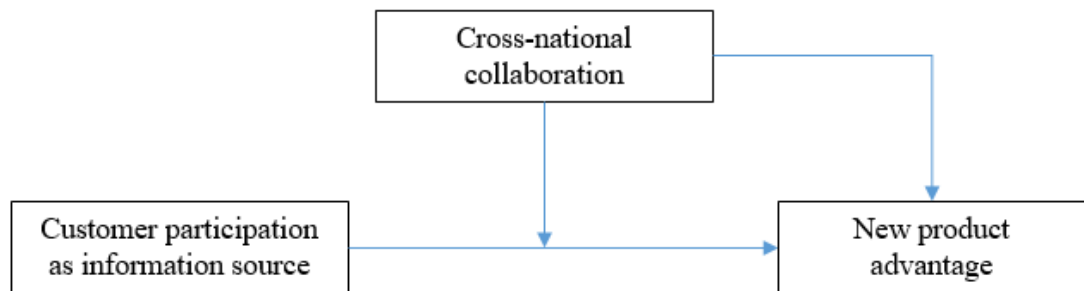 Cross-national
collaboration
Customer participation
as information source
New product
advantage